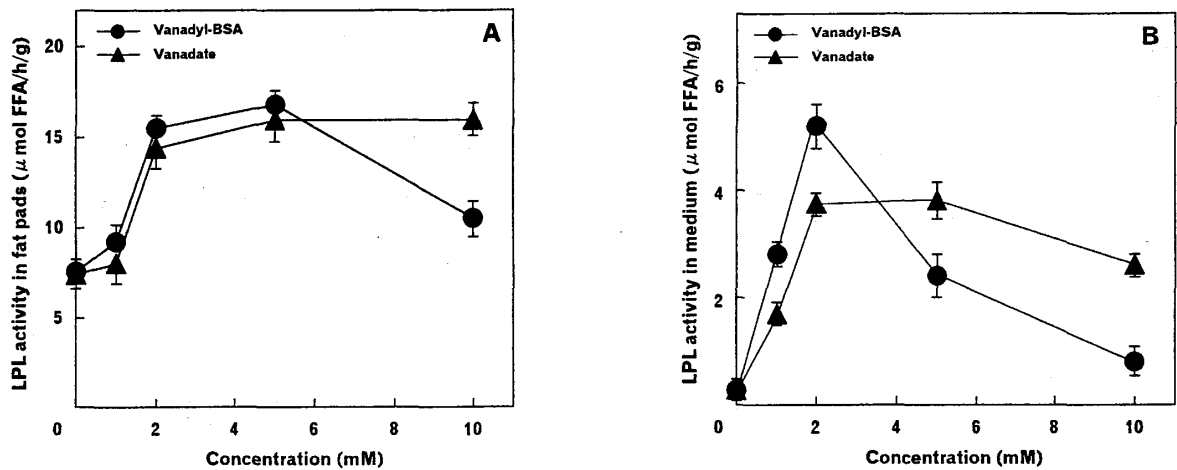 Vanadyl-BSA
Vanadate
A
LPL activity in fat pads (μ mol FFA/h/g)
20
15
10
5
0 2 4 6 8 10
Concentration (mM)
Vanadyl-BSA
Vanadate
B
LPL activity in medium (μ mol FFA/h/g)
6
4
2
0 2 4 6 8 10
Concentration (mM)